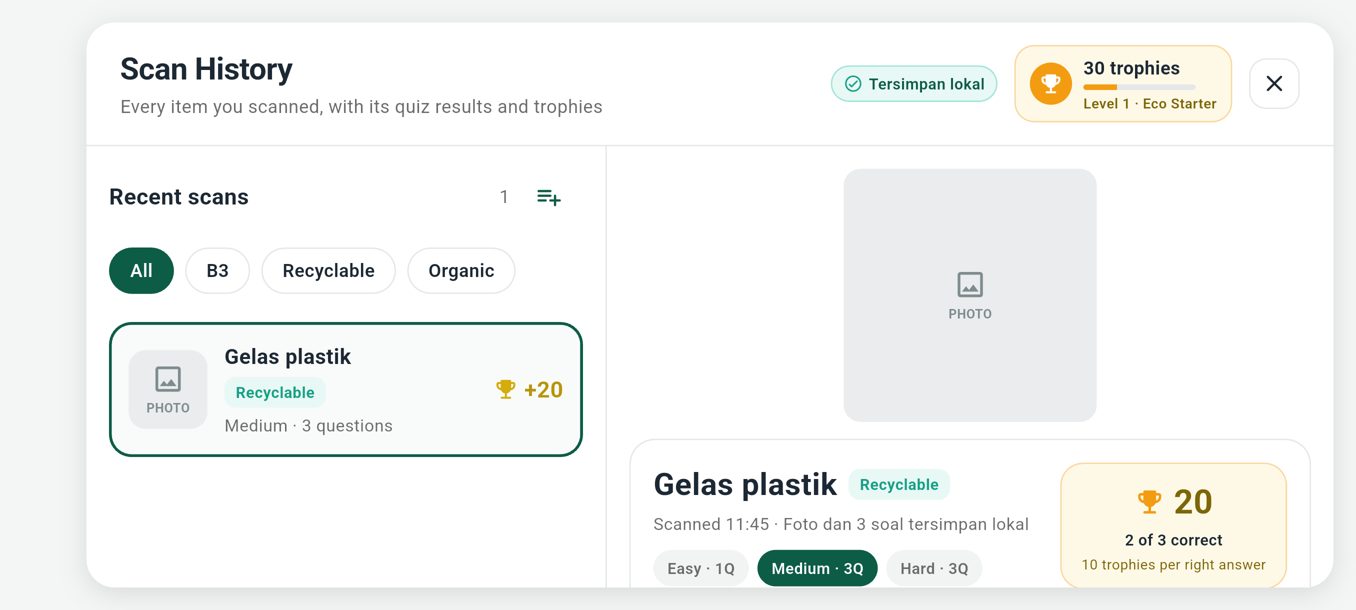 Scan History
Every item you scanned, with its quiz results and trophies
Tersimpan lokal
30 trophies
Level 1 · Eco Starter
Recent scans
1
All
B3
Recyclable
Organic
PHOTO
Gelas plastik
Recyclable
Medium · 3 questions
+20
PHOTO
Gelas plastik
Recyclable
Scanned 11:45 · Foto dan 3 soal tersimpan lokal
Easy · 1Q
Medium · 3Q
Hard · 3Q
20
2 of 3 correct
10 trophies per right answer